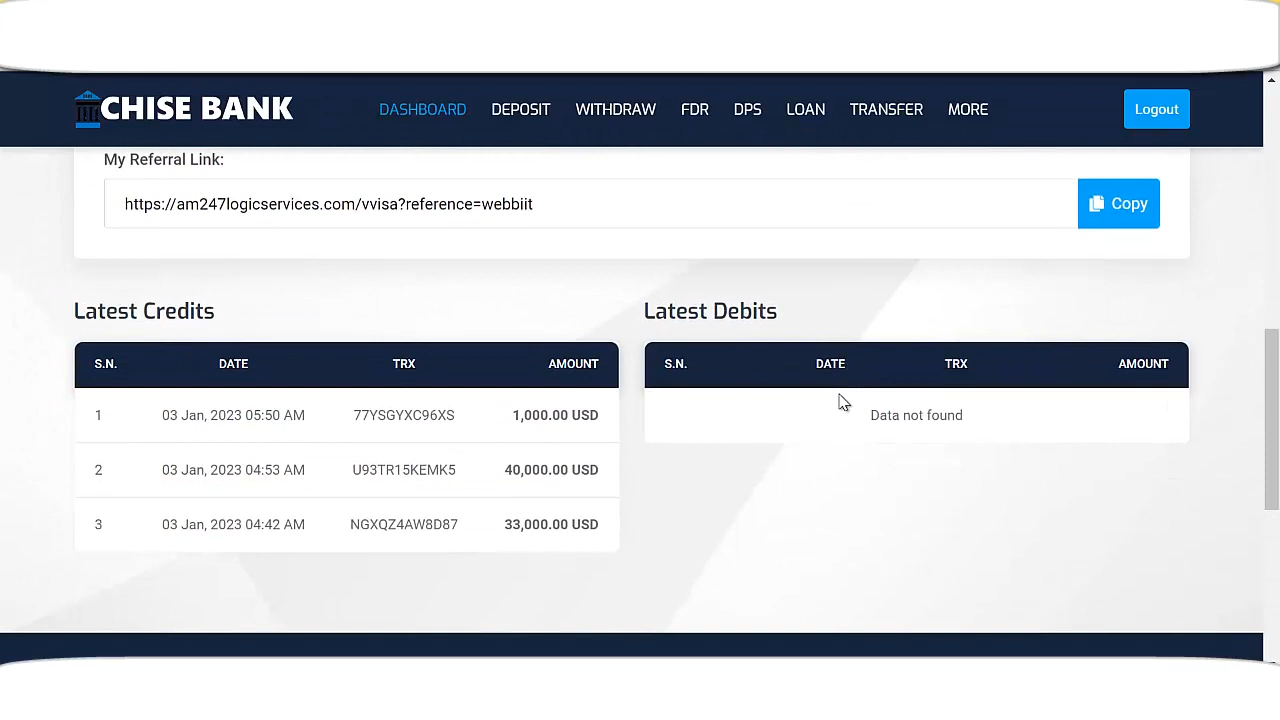 CHISE BANK
DASHBOARD DEPOSIT WITHDRAW FDR DPS LOAN TRANSFER MORE Logout
My Referral Link:
https://am247logicservices.com/vvisa?reference=webbiit Copy
Latest Credits
S.N. DATE TRX AMOUNT
1 03 Jan, 2023 05:50 AM 77YSGYXC96XS 1,000.00 USD
2 03 Jan, 2023 04:53 AM U93TR15KEMK5 40,000.00 USD
3 03 Jan, 2023 04:42 AM NGXQZ4AW8D87 33,000.00 USD
Latest Debits
S.N. DATE TRX AMOUNT
Data not found